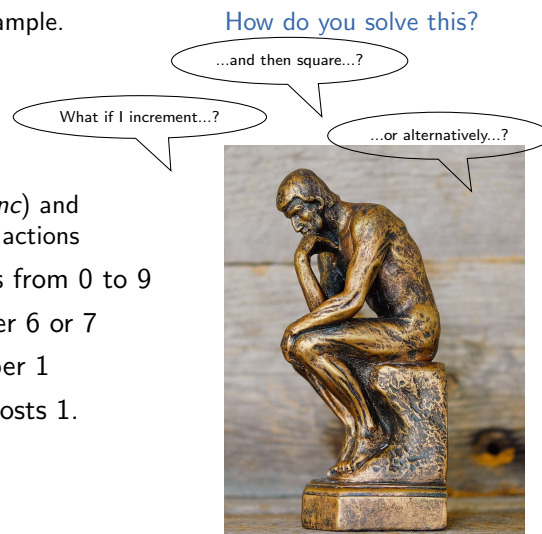 ample.
How do you solve this?
...and then square...?
What if I increment...?
...or alternatively...?
nc) and
actions
s from 0 to 9
er 6 or 7
ber 1
osts 1.